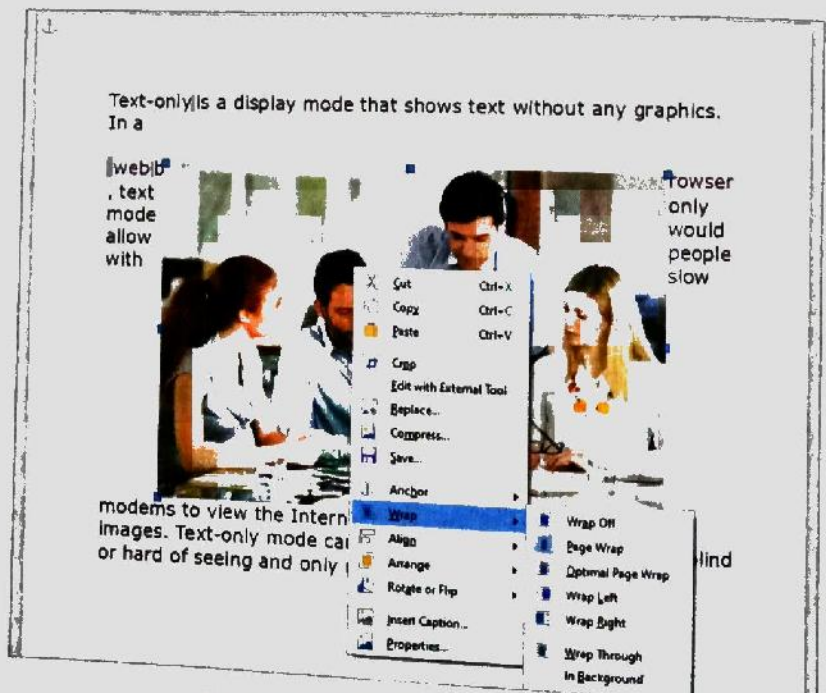 Text-only is a display mode that shows text without any graphics.
In a
web b rowser
, text only
mode would
allow people
with slow
modems to view the Intern
images. Text-only mode ca lind
or hard of seeing and only
Cut Ctrl+X
Copy Ctrl+C
Paste Ctrl+V
Crop
Edit with External Tool
Replace...
Compress...
Save...
Anchor
Wrap
Align
Arrange
Rotate or Flip
Insert Caption...
Properties...
Wrap Off
Page Wrap
Optimal Page Wrap
Wrap Left
Wrap Right
Wrap Through
In Background